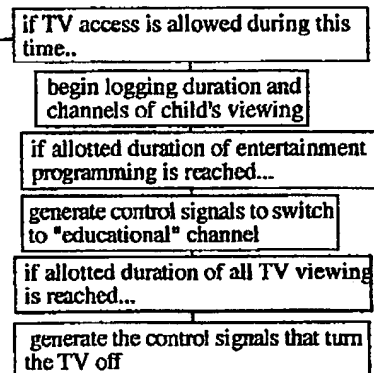 if TV access is allowed during this
time..
begin logging duration and
channels of child's viewing
if allotted duration of entertainment
programming is reached...
generate control signals to switch
to "educational" channel
if allotted duration of all TV viewing
is reached...
generate the control signals that turn
the TV off